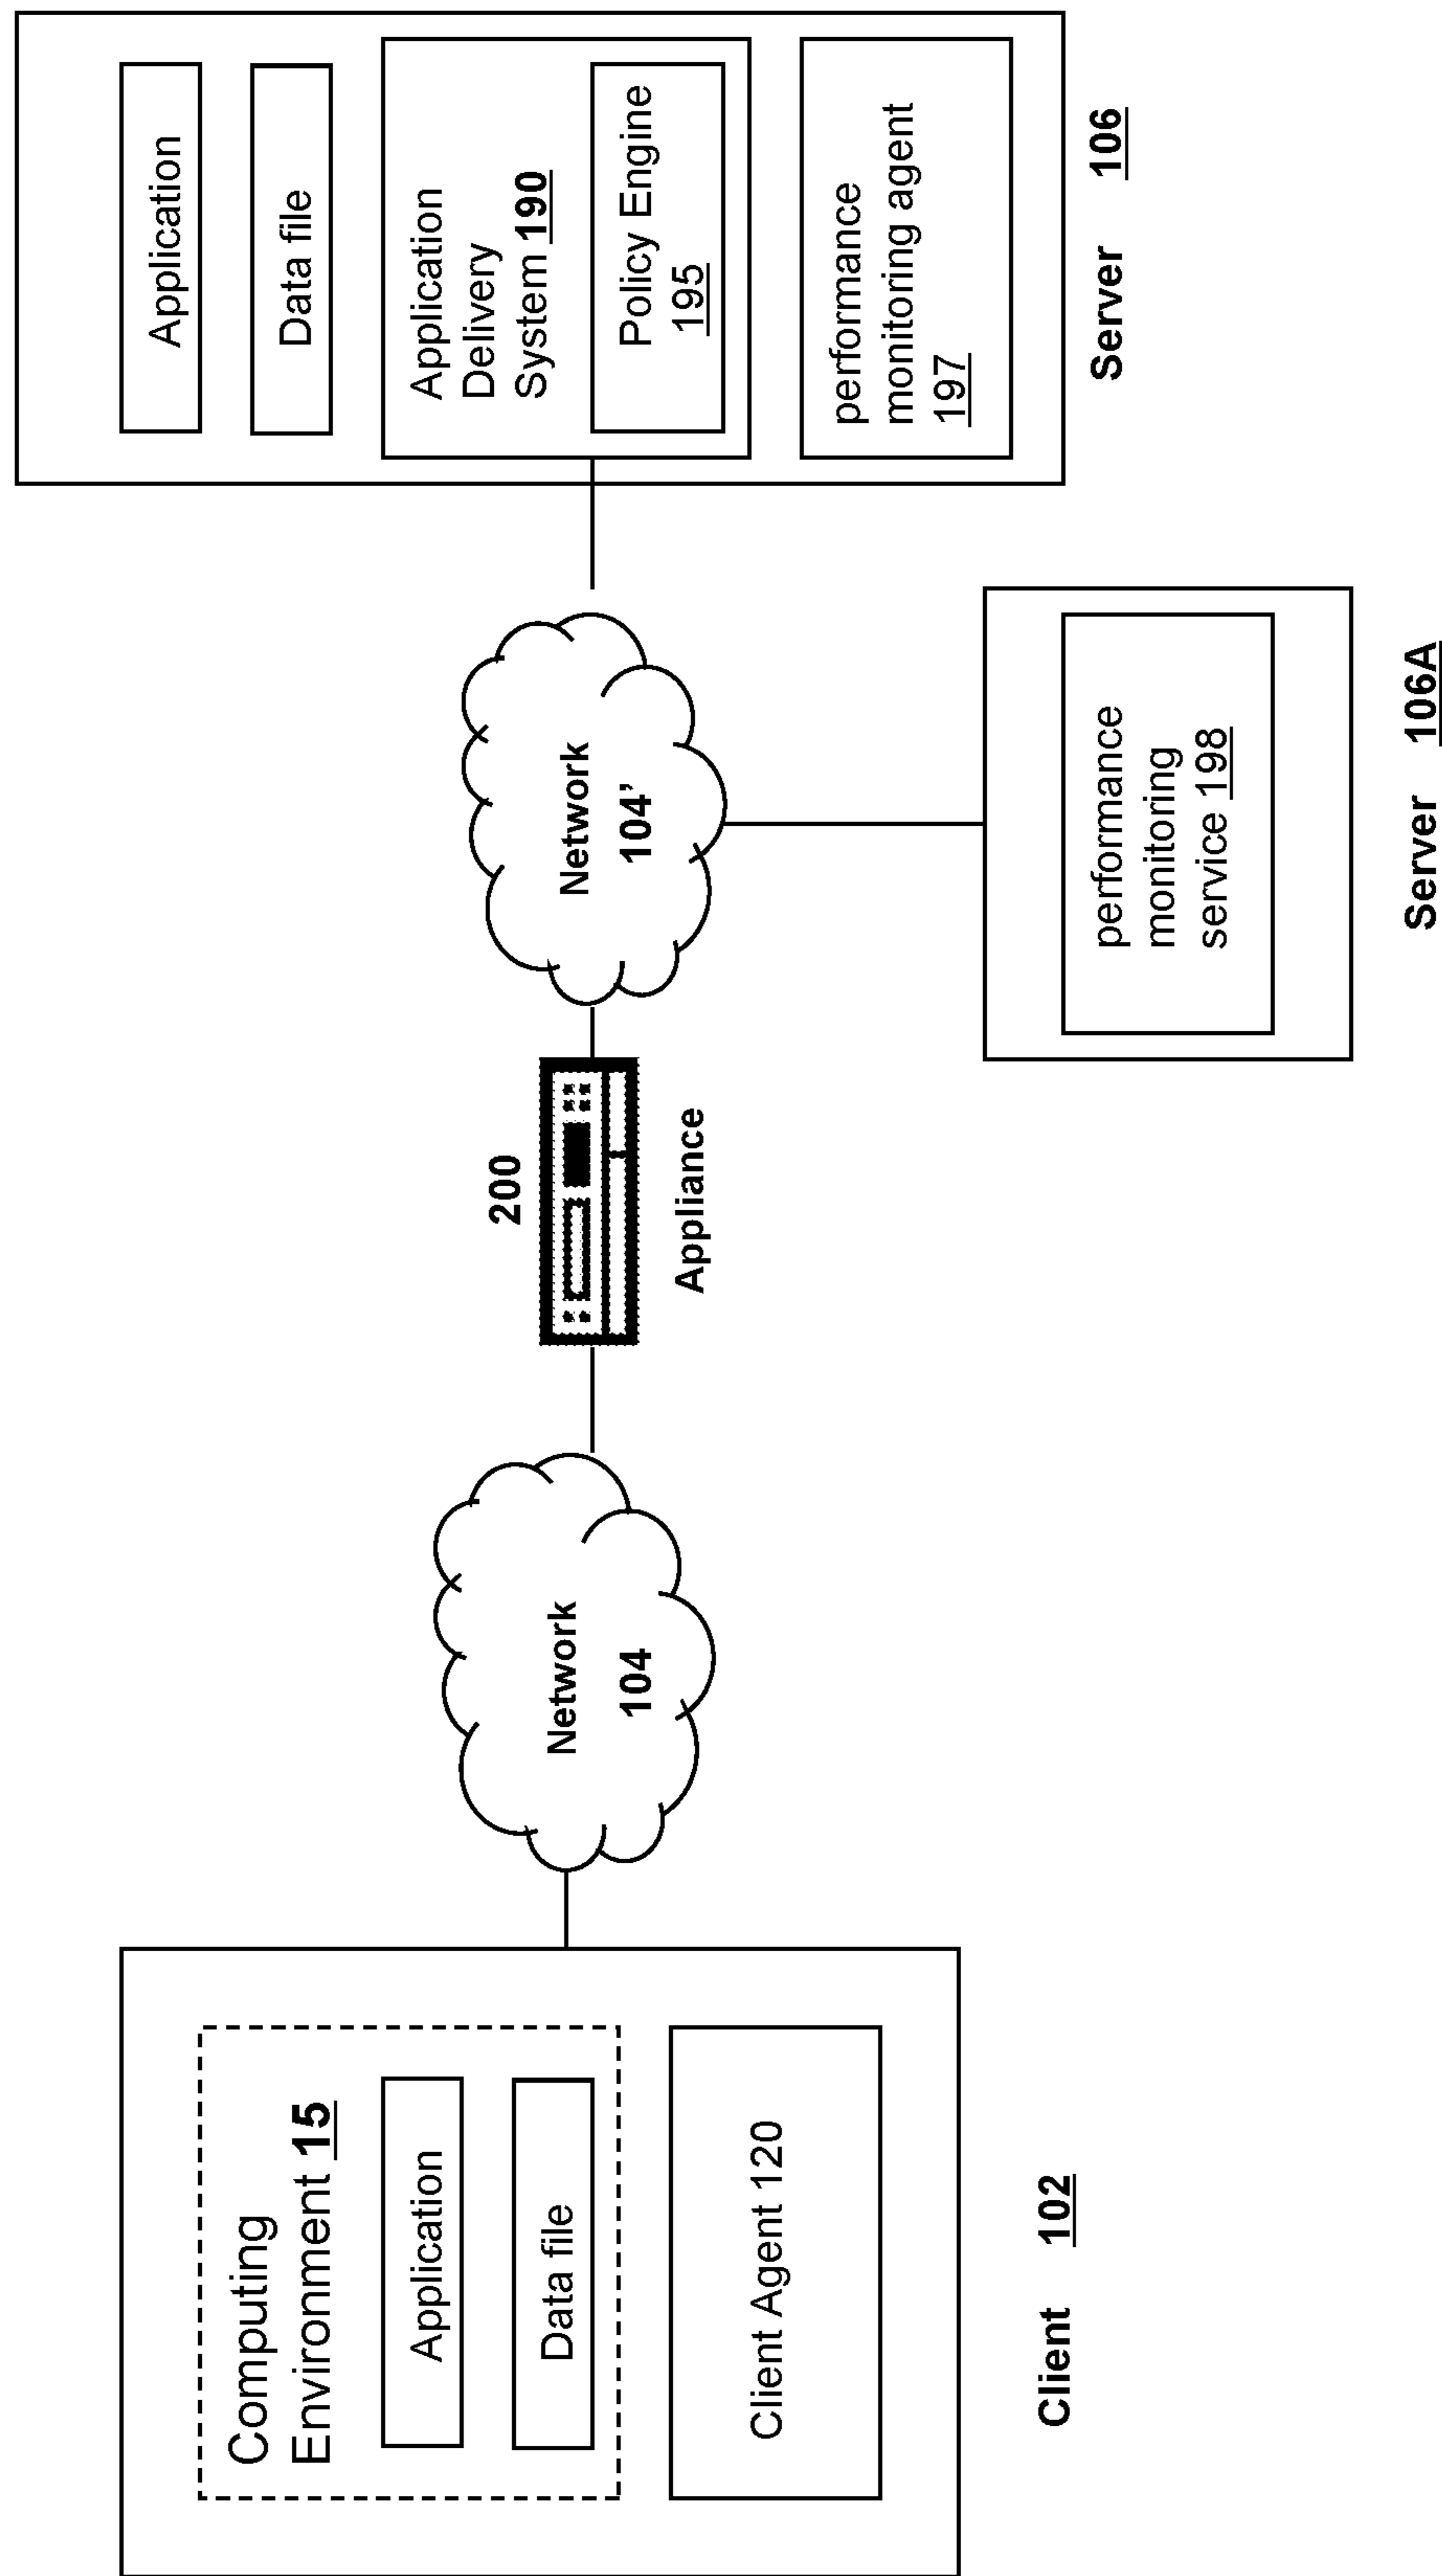 Computing
Environment 15
Application
Data file
Client Agent 120
Client 102
Network
104
200
Appliance
Network
104’
performance
monitoring
service 198
Server 106A
Application
Data file
Application
Delivery
System 190
Policy Engine
195
performance
monitoring agent
197
Server 106